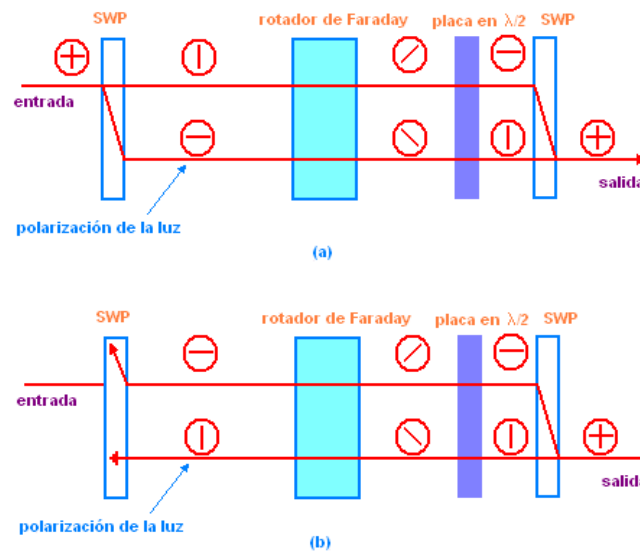 SWP
rotador de Faraday
placa en λ/2
SWP
entrada
salida
polarización de la luz
(a)
SWP
rotador de Faraday
placa en λ/2
SWP
entrada
salida
polarización de la luz
(b)